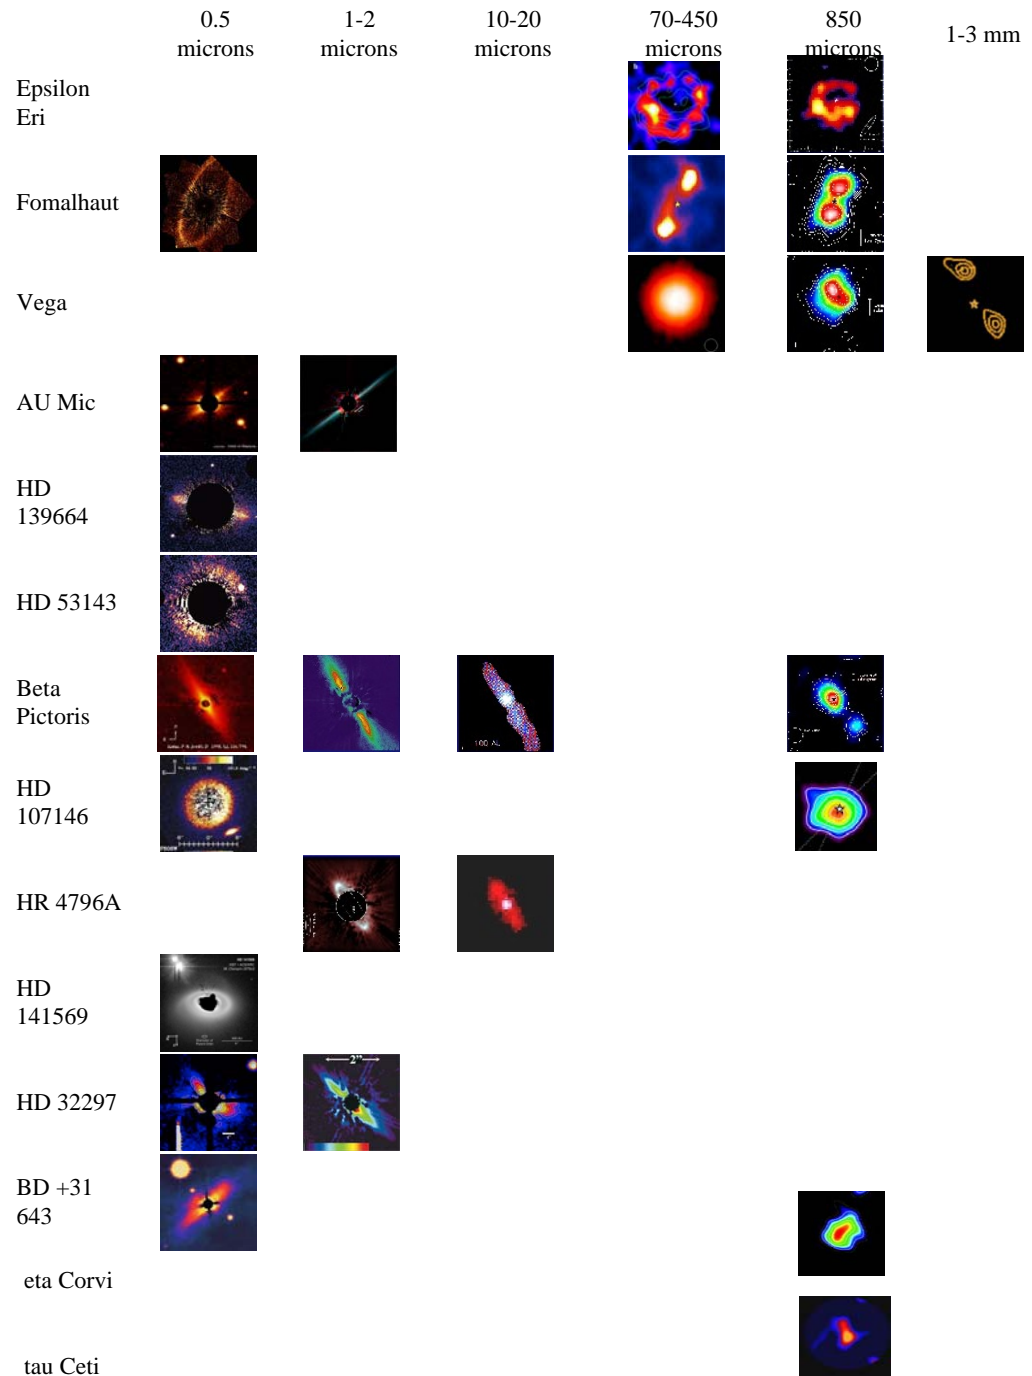 0.5 microns
1-2 microns
10-20 microns
70-450 microns
850 microns
1-3 mm
Epsilon
Eri
Fomalhaut
Vega
AU Mic
HD
139664
HD 53143
Beta
Pictoris
100 AU
HD
107146
HR 4796A
HD
141569
HD 32297
2"
BD +31
643
eta Corvi
tau Ceti